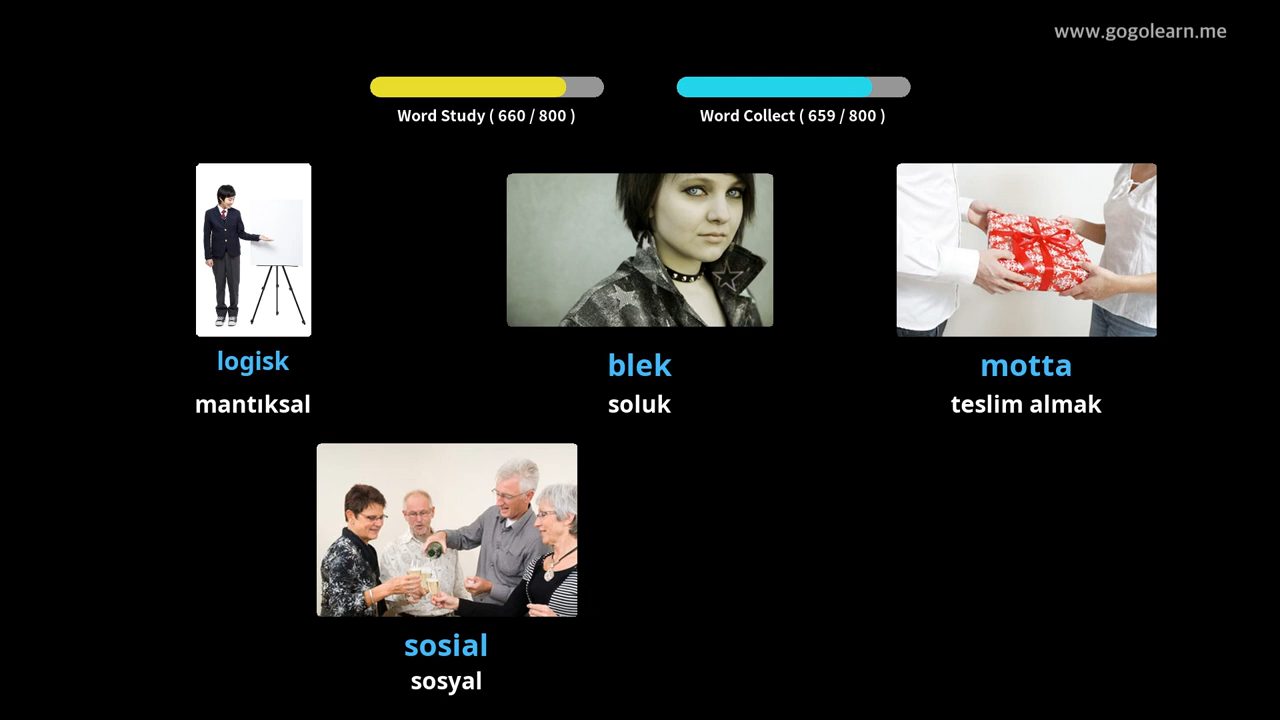 www.gogolearn.me
Word Study ( 660 / 800 )
Word Collect ( 659 / 800 )
logisk
mantıksal
blek
soluk
motta
teslim almak
sosial
sosyal